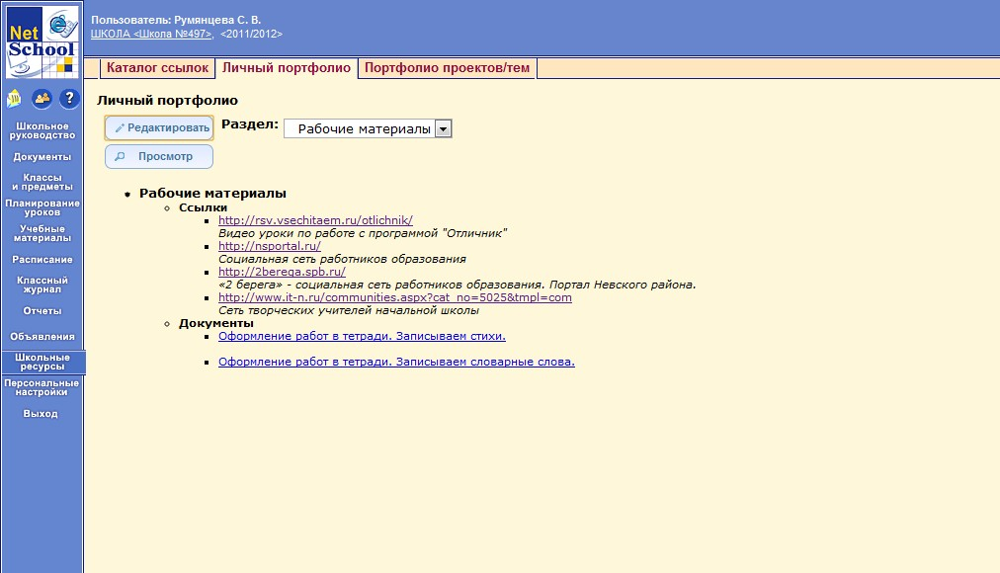 Net
School
Пользователь: Румянцева С. В.
ШКОЛА <Школа №497>, <2011/2012>
Каталог ссылок
Личный портфолио
Портфолио проектов/тем
?
Школьное
руководство
Документы
Классы
и предметы
Планирование
уроков
Учебные
материалы
Расписание
Классный
журнал
Отчеты
Объявления
Школьные
ресурсы
Персональные
настройки
Выход
Личный портфолио
Редактировать
Раздел:
Рабочие материалы
Просмотр
Рабочие материалы
Ссылки
http://rsv.vsechitaem.ru/otlichnik/
Видео уроки по работе с программой "Отличник"
http://nsportal.ru/
Социальная сеть работников образования
http://2berega.spb.ru/
«2 берега» - социальная сеть работников образования. Портал Невского района.
http://www.it-n.ru/communities.aspx?cat_no=5025&tmpl=com
Сеть творческих учителей начальной школы
Документы
Оформление работ в тетради. Записываем стихи.
Оформление работ в тетради. Записываем словарные слова.